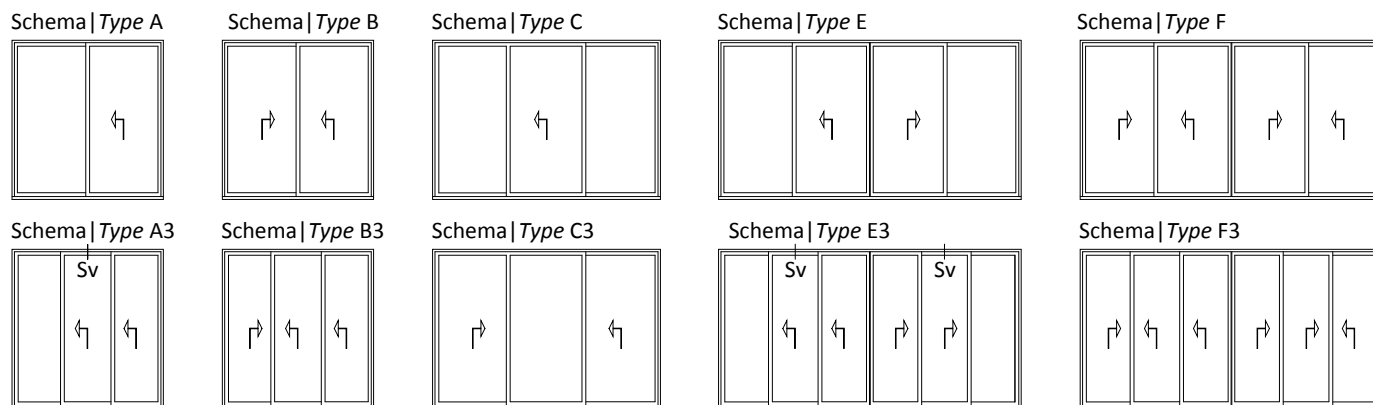 Schema|Type A
Schema|Type B
Schema|Type C
Schema|Type E
Schema|Type F
Schema|Type A3
Schema|Type B3
Schema|Type C3
Schema|Type E3
Schema|Type F3
Sv
Sv
Sv